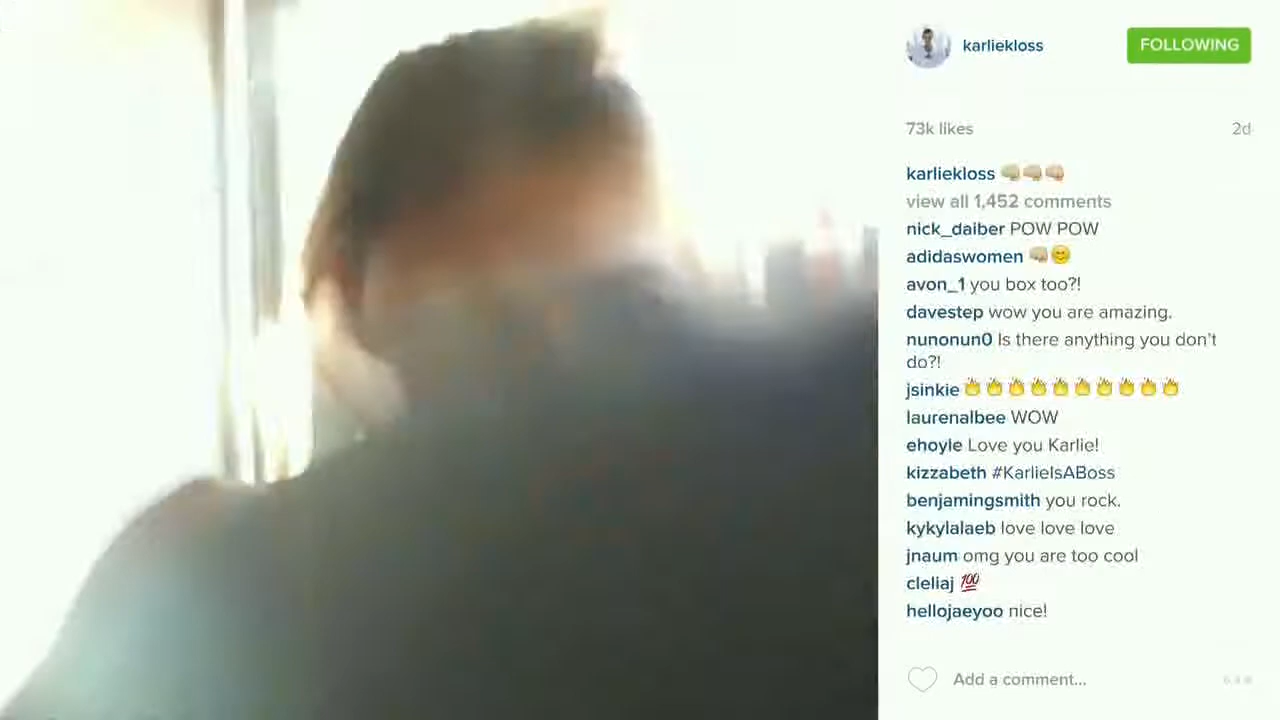 karliekloss
FOLLOWING
73k likes
2d
karliekloss 👊🏼👊🏼👊🏼
view all 1,452 comments
nick_daiber POW POW
adidaswomen 👊🏼😊
avon_1 you box too?!
davestep wow you are amazing.
nunonun0 Is there anything you don't
do?!
jsinkie 👏👏👏👏👏👏👏👏👏👏
laurenalbee WOW
ehoyle Love you Karlie!
kizzabeth #KarlieIsABoss
benjamingsmith you rock.
kykylalaeb love love love
jnaum omg you are too cool
cleliaj 💯
hellojaeyoo nice!
Add a comment...